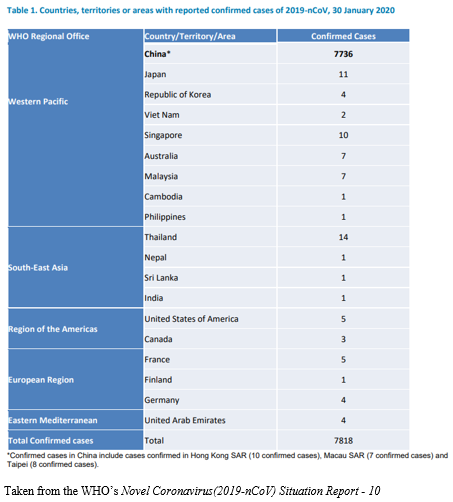 Table 1. Countries, territories or areas with reported confirmed cases of 2019-nCoV, 30 January 2020
WHO Regional Office Country/Territory/Area Confirmed Cases
Western Pacific
China* 7736
Japan 11
Republic of Korea 4
Viet Nam 2
Singapore 10
Australia 7
Malaysia 7
Cambodia 1
Philippines 1
South-East Asia
Thailand 14
Nepal 1
Sri Lanka 1
India 1
Region of the Americas
United States of America 5
Canada 3
European Region
France 5
Finland 1
Germany 4
Eastern Mediterranean United Arab Emirates 4
Total Confirmed cases Total 7818
*Confirmed cases in China include cases confirmed in Hong Kong SAR (10 confirmed cases), Macau SAR (7 confirmed cases) and
Taipei (8 confirmed cases).
Taken from the WHO's Novel Coronavirus(2019-nCoV) Situation Report - 10